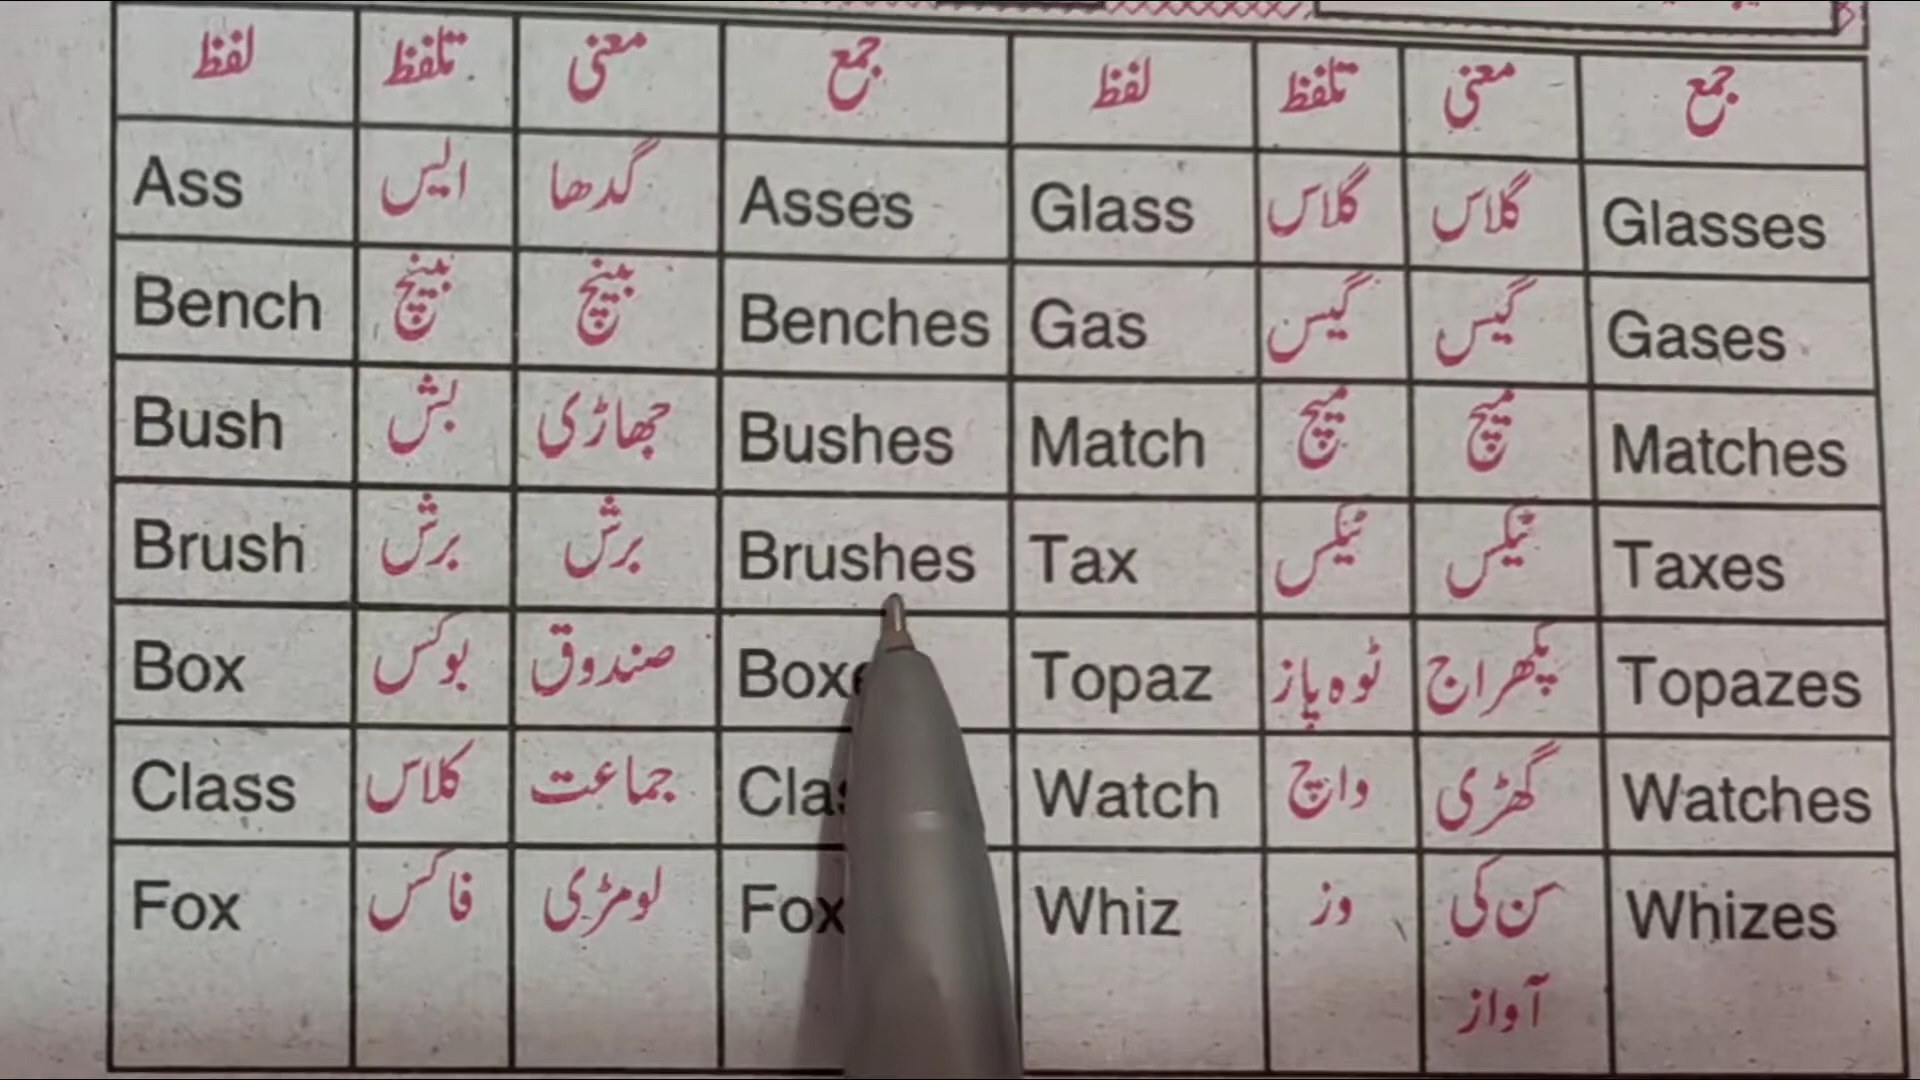 لفظ تلفظ معنی جمع لفظ تلفظ معنی جمع
Ass ایس گدھا Asses Glass گلاس گلاس Glasses
Bench بینچ بینچ Benches Gas گیس گیس Gases
Bush بش جھاڑی Bushes Match میچ میچ Matches
Brush برش برش Brushes Tax ٹیکس ٹیکس Taxes
Box بوکس صندوق Topaz ٹوہ پاز پکھراج Topazes
Class کلاس جماعت Watch واچ گھڑی Watches
Fox فاکس لومڑی Whiz وز سن کی Whizes
آواز